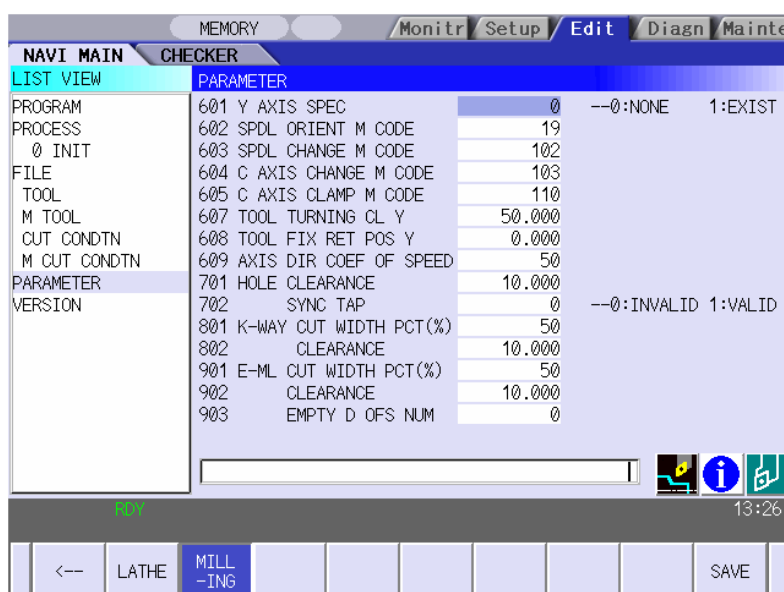 MEMORY Monitr Setup Edit Diagn Mainte
NAVI MAIN CHECKER
LIST VIEW
PROGRAM
PROCESS
0 INIT
FILE
TOOL
M TOOL
CUT CONDTN
M CUT CONDTN
PARAMETER
VERSION
PARAMETER
601 Y AXIS SPEC 0 --0:NONE 1:EXIST
602 SPDL ORIENT M CODE 19
603 SPDL CHANGE M CODE 102
604 C AXIS CHANGE M CODE 103
605 C AXIS CLAMP M CODE 110
607 TOOL TURNING CL Y 50.000
608 TOOL FIX RET POS Y 0.000
609 AXIS DIR COEF OF SPEED 50
701 HOLE CLEARANCE 10.000
702 SYNC TAP 0 --0:INVALID 1:VALID
801 K-WAY CUT WIDTH PCT(%) 50
802 CLEARANCE 10.000
901 E-ML CUT WIDTH PCT(%) 50
902 CLEARANCE 10.000
903 EMPTY D OFS NUM 0
RDY 13:26
<-- LATHE MILL SAVE
-ING